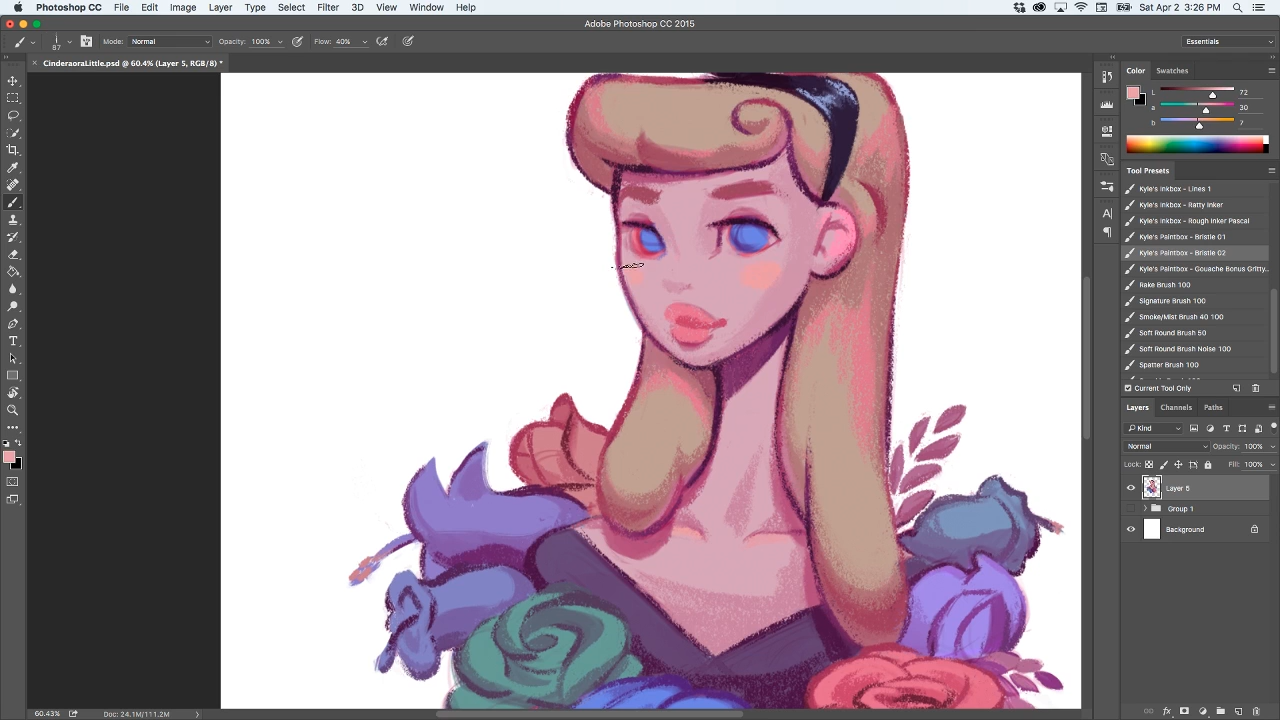 Photoshop CC File Edit Image Layer Type Select Filter 3D View Window Help Sat Apr 2 3:26 PM
Adobe Photoshop CC 2015
87 Mode: Normal Opacity: 100% Flow: 40% Essentials
× CinderaoraLittle.psd @ 60.4% (Layer 5, RGB/8) *
Color Swatches
L 72
a 30
b 7
Tool Presets
Kyle's Inkbox - Lines 1
Kyle's Inkbox - Ratty Inker
Kyle's Inkbox - Rough Inker Pascal
Kyle's Paintbox - Bristle 01
Kyle's Paintbox - Bristle 02
Kyle's Paintbox - Gouache Bonus Gritty...
Rake Brush 100
Signature Brush 100
Smoke/Mist Brush 40 100
Soft Round Brush 50
Soft Round Brush Noise 100
Spatter Brush 100
Current Tool Only
Layers Channels Paths
Kind
Normal Opacity: 100%
Lock: Fill: 100%
Layer 5
Group 1
Background
60.43% Doc: 24.1M/111.2M